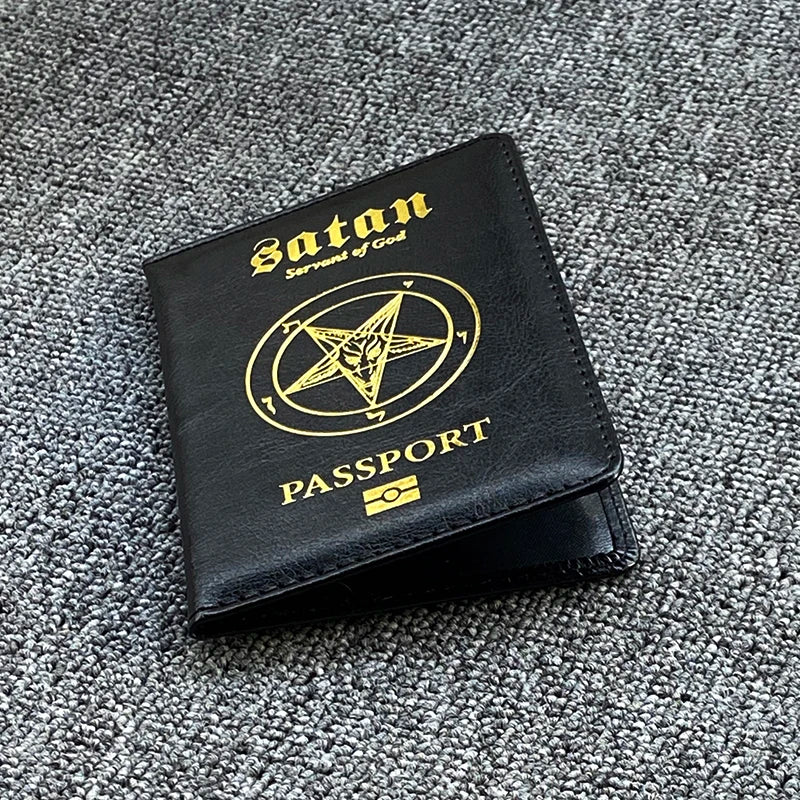 Satan
Servant of God
PASSPORT